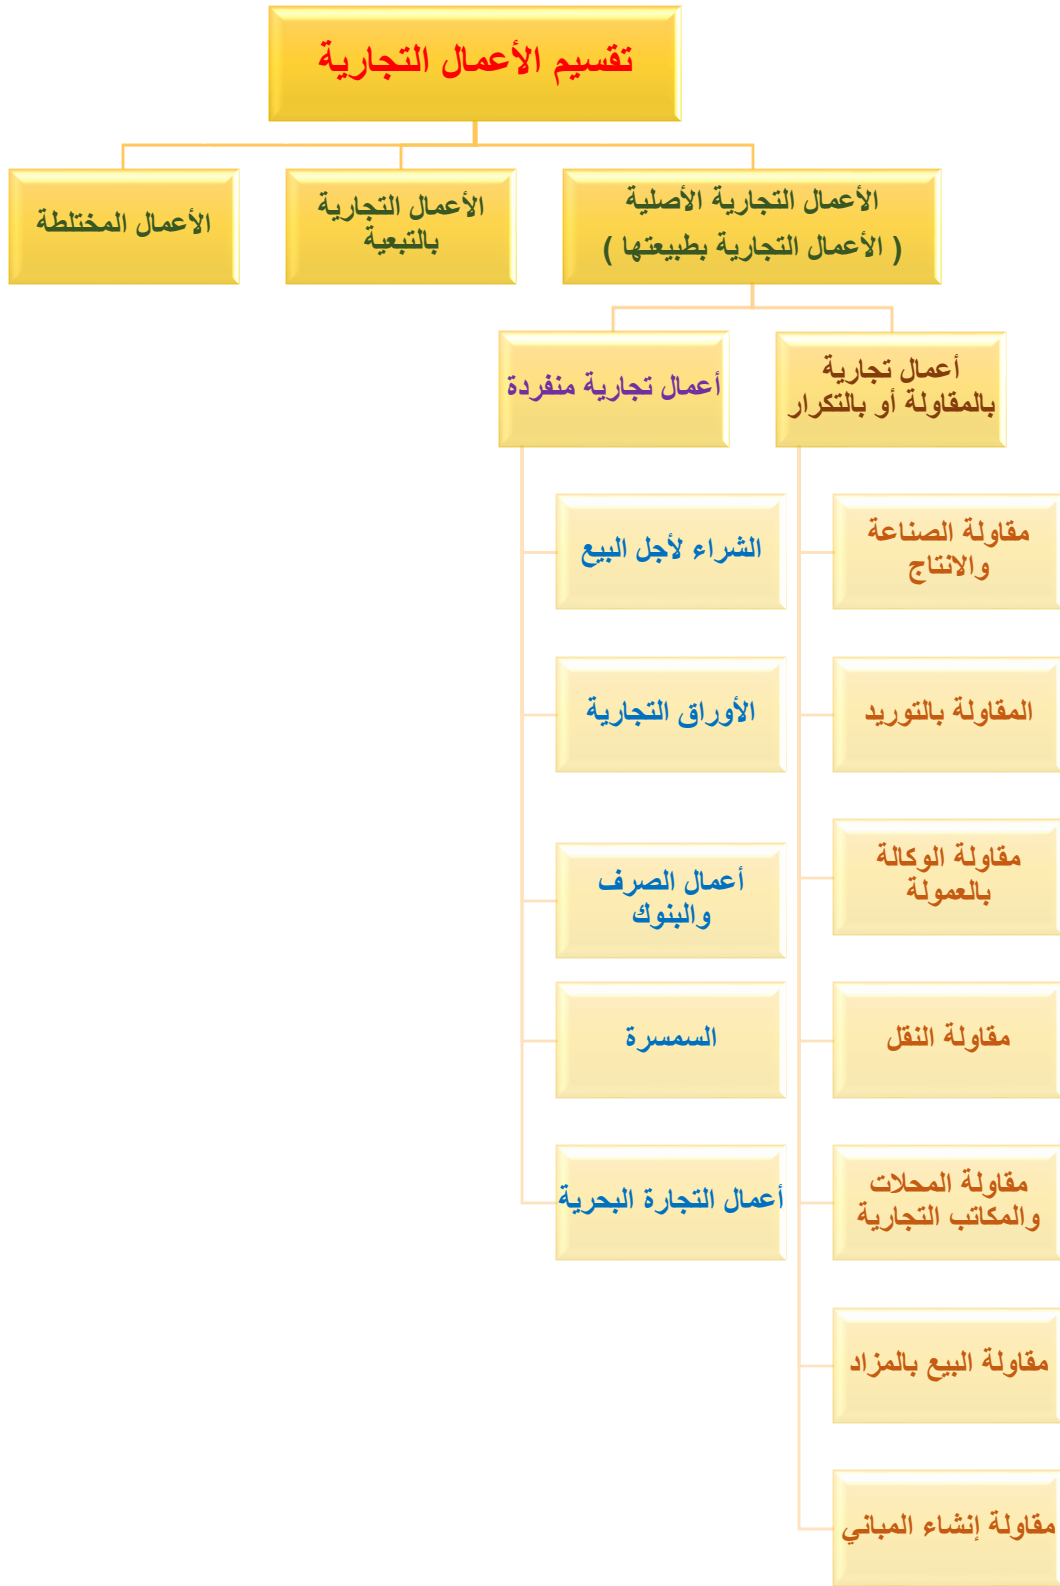 تقسيم الأعمال التجارية
الأعمال التجارية الأصلية
( الأعمال التجارية بطبيعتها )
الأعمال التجارية
بالتبعية
الأعمال المختلطة
أعمال تجارية
بالمقاولة أو بالتكرار
أعمال تجارية منفردة
مقاولة الصناعة
والانتاج
المقاولة بالتوريد
مقاولة الوكالة
بالعمولة
مقاولة النقل
مقاولة المحلات
والمكاتب التجارية
مقاولة البيع بالمزاد
مقاولة إنشاء المباني
الشراء لأجل البيع
الأوراق التجارية
أعمال الصرف
والبنوك
السمسرة
أعمال التجارة البحرية